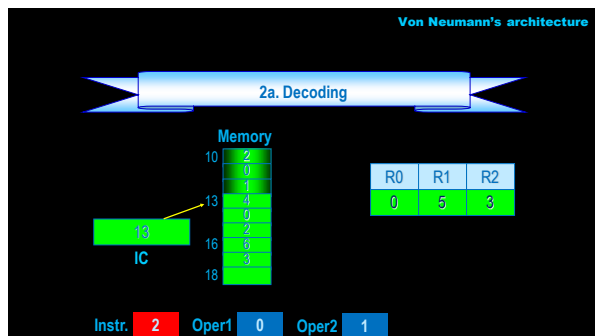 Von Neumann's architecture
2a. Decoding
Memory
10 2
0
1
13 4
0
2
16 6
3
18
13
IC
R0 R1 R2
0 5 3
Instr. 2 Oper1 0 Oper2 1